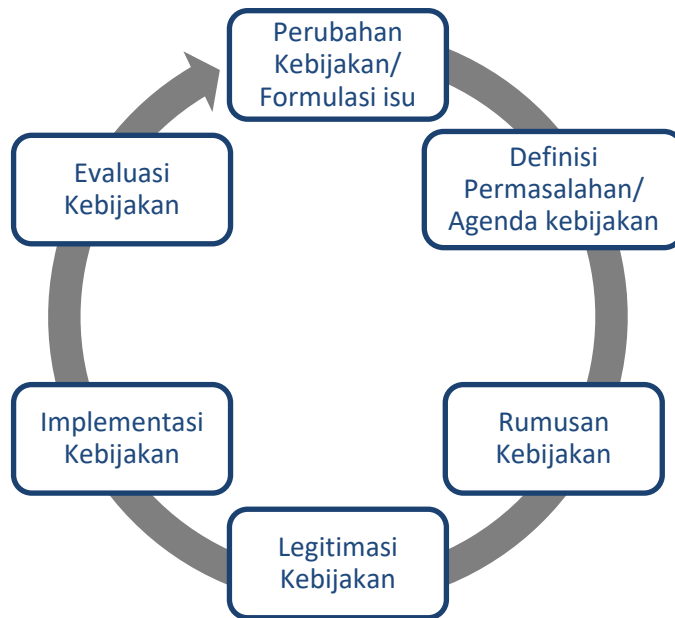 Perubahan
Kebijakan/
Formulasi isu
Definisi
Permasalahan/
Agenda kebijakan
Rumusan
Kebijakan
Legitimasi
Kebijakan
Implementasi
Kebijakan
Evaluasi
Kebijakan